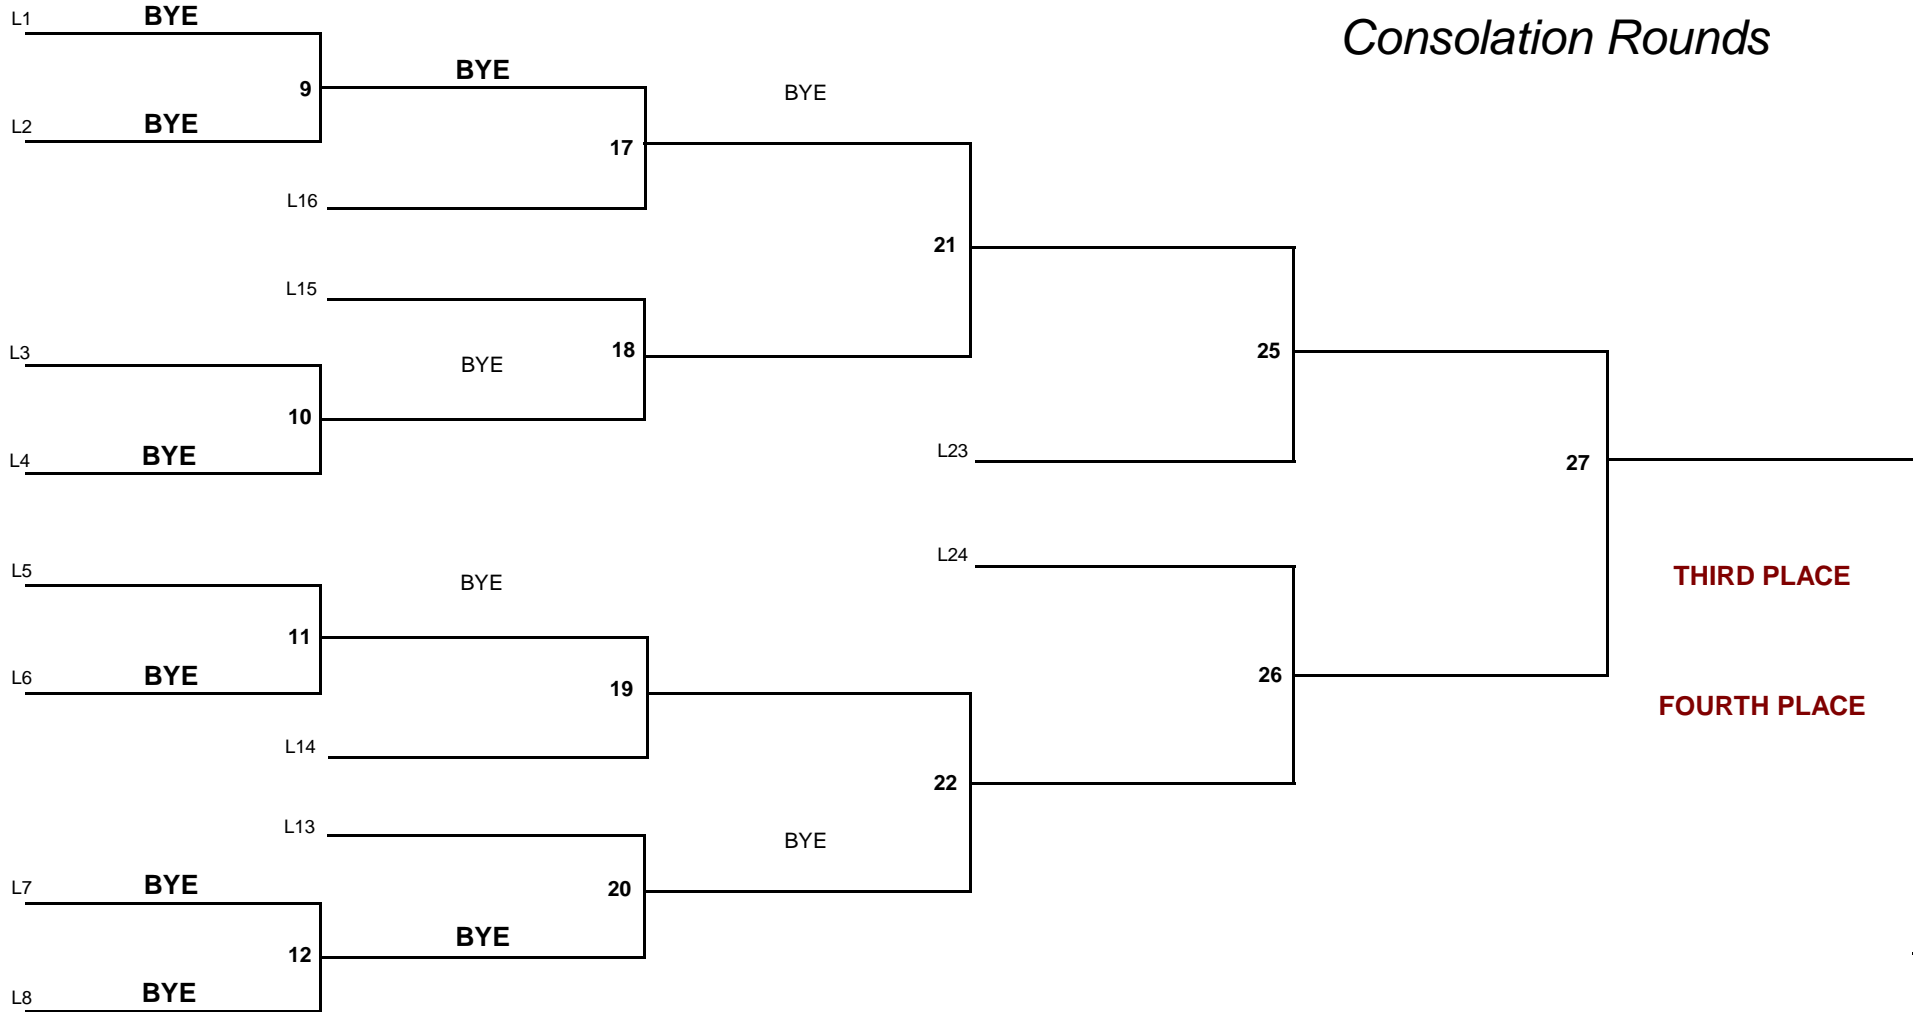 L1
BYE
Consolation Rounds
BYE
9
BYE
L2
BYE
17
L16
21
L15
L3
18
25
BYE
10
L4
BYE
L23
27
L24
L5
BYE
THIRD PLACE
11
L6
BYE
19
26
FOURTH PLACE
L14
22
L13
BYE
L7
BYE
20
BYE
12
L8
BYE